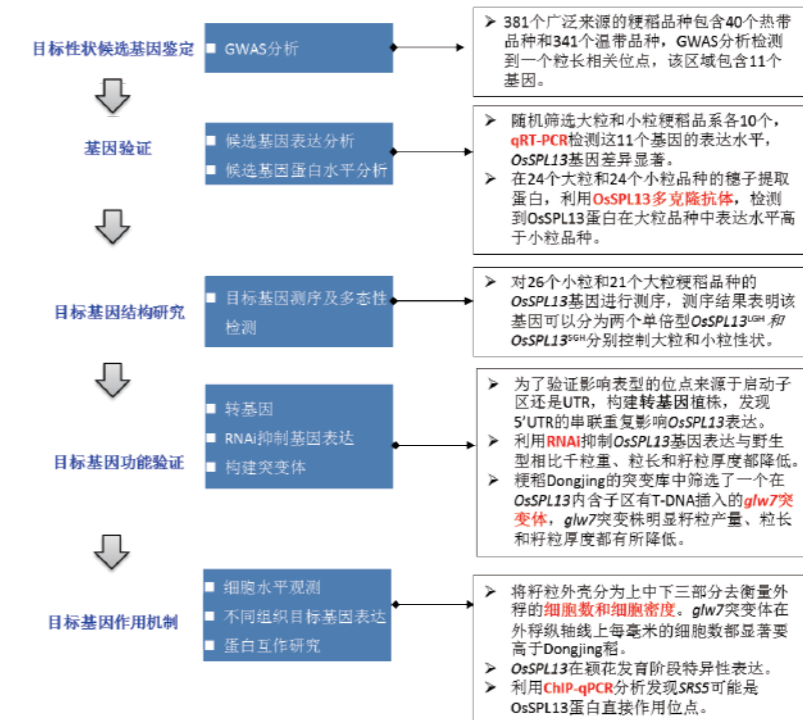 目标性状候选基因鉴定
■ GWAS分析
➢ 381个广泛来源的粳稻品种包含40个热带
品种和341个温带品种，GWAS分析检测
到一个粒长相关位点，该区域包含11个
基因。
基因验证
■ 候选基因表达分析
■ 候选基因蛋白水平分析
➢ 随机筛选大粒和小粒粳稻品系各10个，
qRT-PCR检测这11个基因的表达水平，
OsSPL13基因差异显著。
➢ 在24个大粒和24个小粒品种的穗子提取
蛋白，利用OsSPL13多克隆抗体，检测
到OsSPL13蛋白在大粒品种中表达水平高
于小粒品种。
目标基因结构研究
■ 目标基因测序及多态性
检测
➢ 对26个小粒和21个大粒粳稻品种的
OsSPL13基因进行测序，测序结果表明该
基因可以分为两个单倍型OsSPL13LGH 和
OsSPL13SGH分别控制大粒和小粒性状。
目标基因功能验证
■ 转基因
■ RNAi抑制基因表达
■ 构建突变体
➢ 为了验证影响表型的位点来源于启动子
区还是UTR，构建转基因植株，发现
5'UTR的串联重复影响OsSPL13表达。
➢ 利用RNAi抑制OsSPL13基因表达与野生
型相比千粒重、粒长和籽粒厚度都降低。
➢ 粳稻Dongjing的突变库中筛选了一个在
OsSPL13内含子区有T-DNA插入的glw7突
变体，glw7突变株明显籽粒产量、粒长
和籽粒厚度都有所降低。
目标基因作用机制
■ 细胞水平观测
■ 不同组织目标基因表达
■ 蛋白互作研究
➢ 将籽粒外壳分为上中下三部分去衡量外
稃的细胞数和细胞密度。glw7突变体在
外稃纵轴线上每毫米的细胞数都显著要
高于Dongjing稻。
➢ OsSPL13在颖花发育阶段特异性表达。
➢ 利用ChIP-qPCR分析发现SRS5可能是
OsSPL13蛋白直接作用位点。